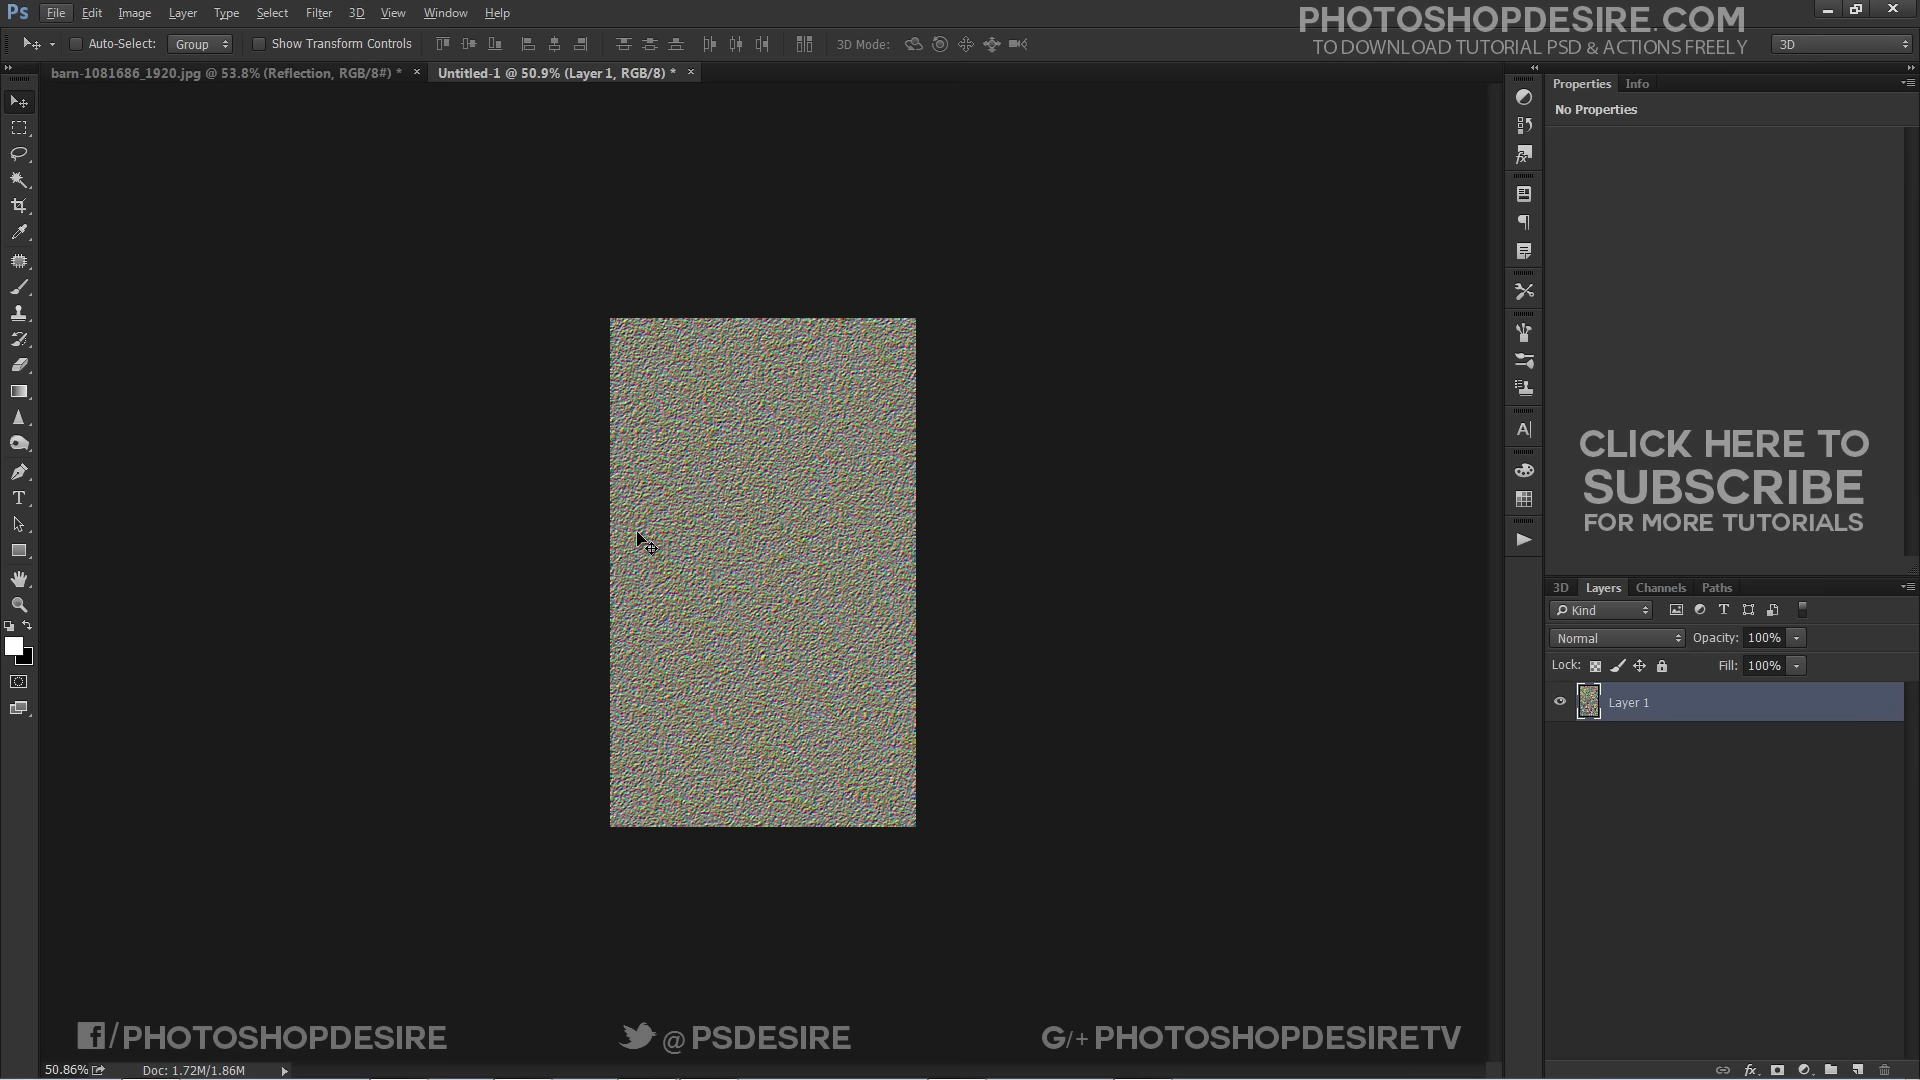 Ps File Edit Image Layer Type Select Filter 3D View Window Help
PHOTOSHOPDESIRE.COM
Auto-Select: Group Show Transform Controls 3D Mode:
TO DOWNLOAD TUTORIAL PSD & ACTIONS FREELY
3D
barn-1081686_1920.jpg @ 53.8% (Reflection, RGB/8#) * × Untitled-1 @ 50.9% (Layer 1, RGB/8) * ×
Properties Info
No Properties
CLICK HERE TO
SUBSCRIBE
FOR MORE TUTORIALS
3D Layers Channels Paths
Kind
Normal Opacity: 100%
Lock: Fill: 100%
Layer 1
f/PHOTOSHOPDESIRE
@PSDESIRE
G/+ PHOTOSHOPDESIRETV
50.86% Doc: 1.72M/1.86M